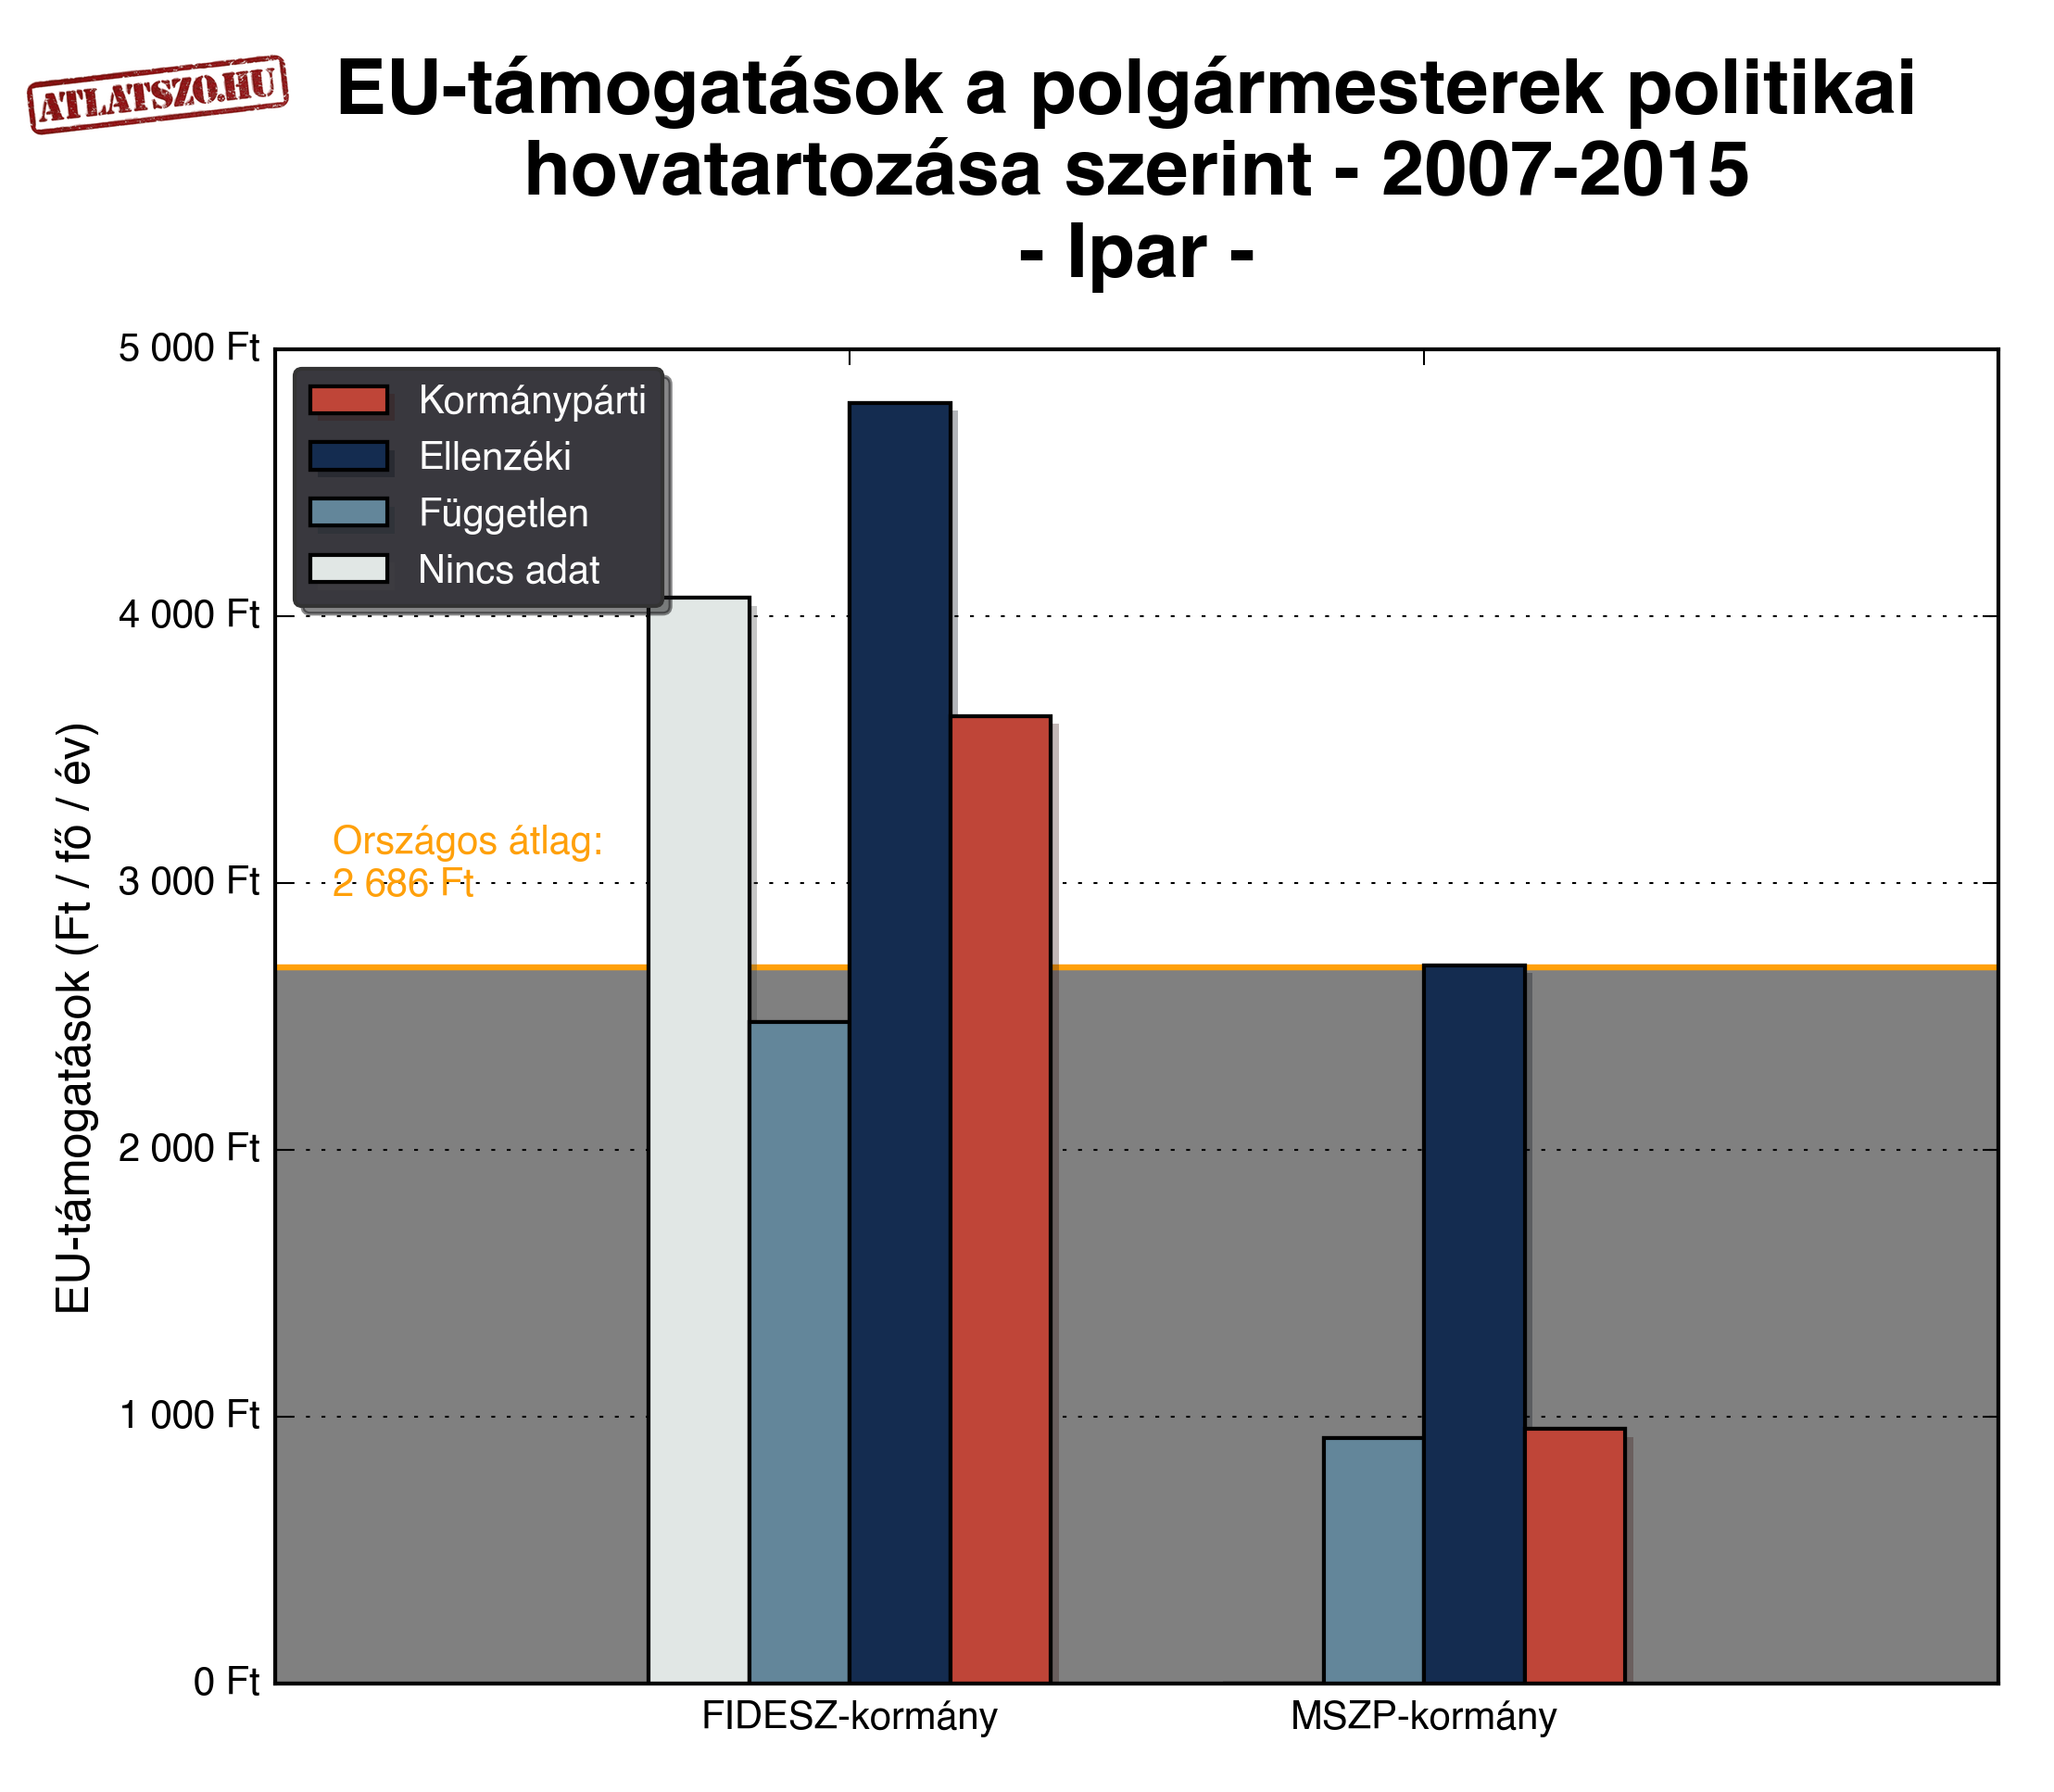 ATLATSZO.HU
EU-támogatások a polgármesterek politikai
hovatartozása szerint - 2007-2015
- Ipar -
EU-támogatások (Ft / fő / év)
5 000 Ft
4 000 Ft
3 000 Ft
2 000 Ft
1 000 Ft
0 Ft
Kormánypárti
Ellenzéki
Független
Nincs adat
Országos átlag:
2 686 Ft
FIDESZ-kormány
MSZP-kormány